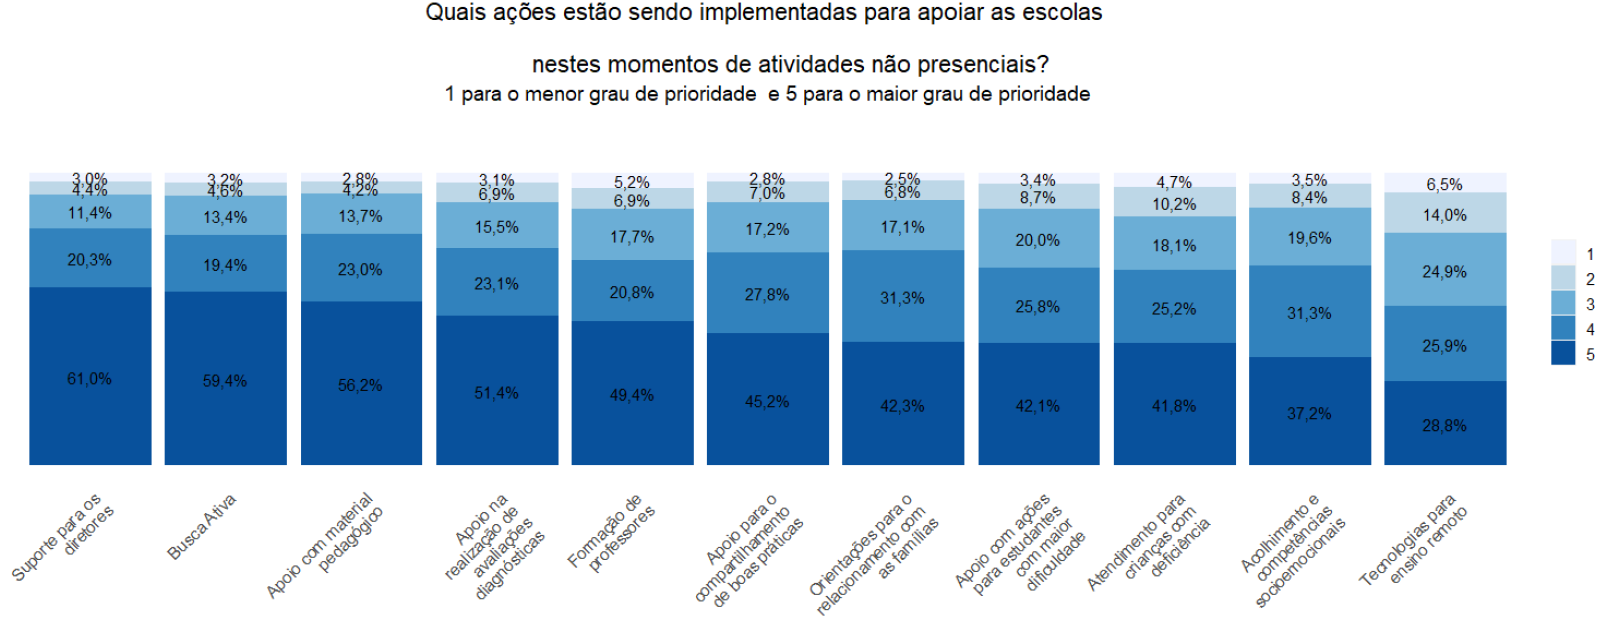 Quais ações estão sendo implementadas para apoiar as escolas
nestes momentos de atividades não presenciais?
1 para o menor grau de prioridade e 5 para o maior grau de prioridade
3,0%
4,4%
11,4%
20,3%
61,0%
3,2%
4,6%
13,4%
19,4%
59,4%
2,8%
4,2%
13,7%
23,0%
56,2%
3,1%
6,9%
15,5%
23,1%
51,4%
5,2%
6,9%
17,7%
20,8%
49,4%
2,8%
7,0%
17,2%
27,8%
45,2%
2,5%
6,8%
17,1%
31,3%
42,3%
3,4%
8,7%
20,0%
25,8%
42,1%
4,7%
10,2%
18,1%
25,2%
41,8%
3,5%
8,4%
19,6%
31,3%
37,2%
6,5%
14,0%
24,9%
25,9%
28,8%
1
2
3
4
5
Suporte para os
diretores
Busca Ativa
Apoio com material
pedagógico
Apoio na
realização de
avaliações
diagnósticas
Formação de
professores
Apoio para o
compartilhamento
de boas práticas
Orientações para o
relacionamento com
as famílias
Apoio com ações
para estudantes
com maior
dificuldade
Atendimento para
crianças com
deficiência
Acolhimento e
competências
socioemocionais
Tecnologias para
ensino remoto